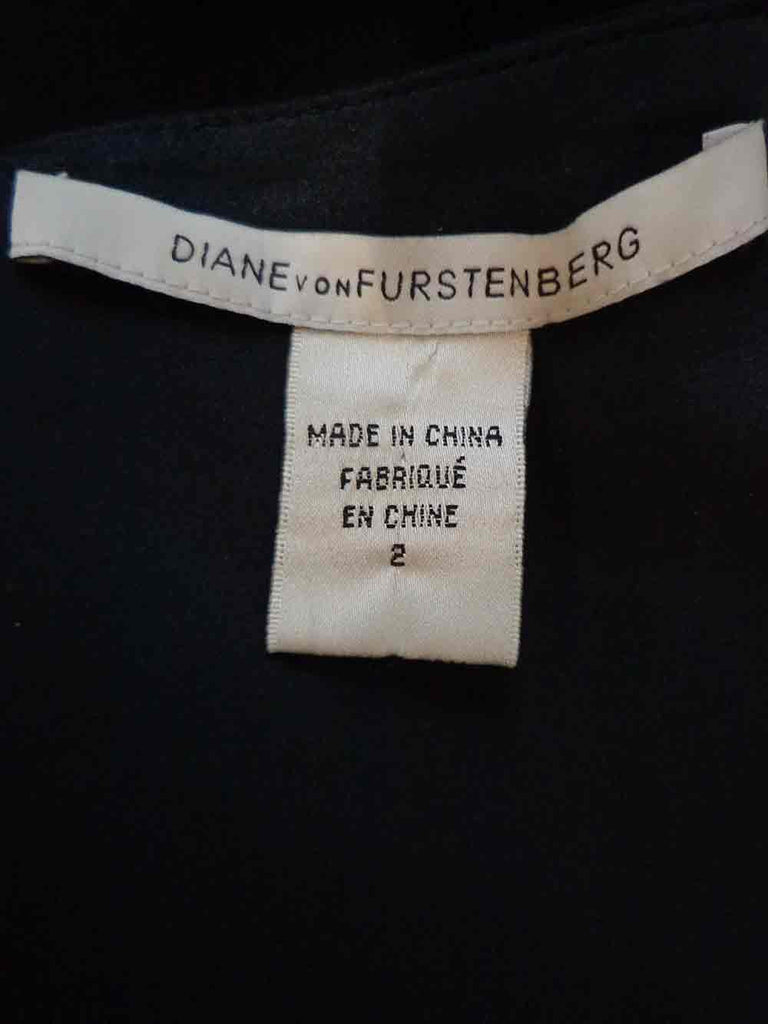 DIANE VON FURSTENBERG
MADE IN CHINA
FABRIQUÉ
EN CHINE
2